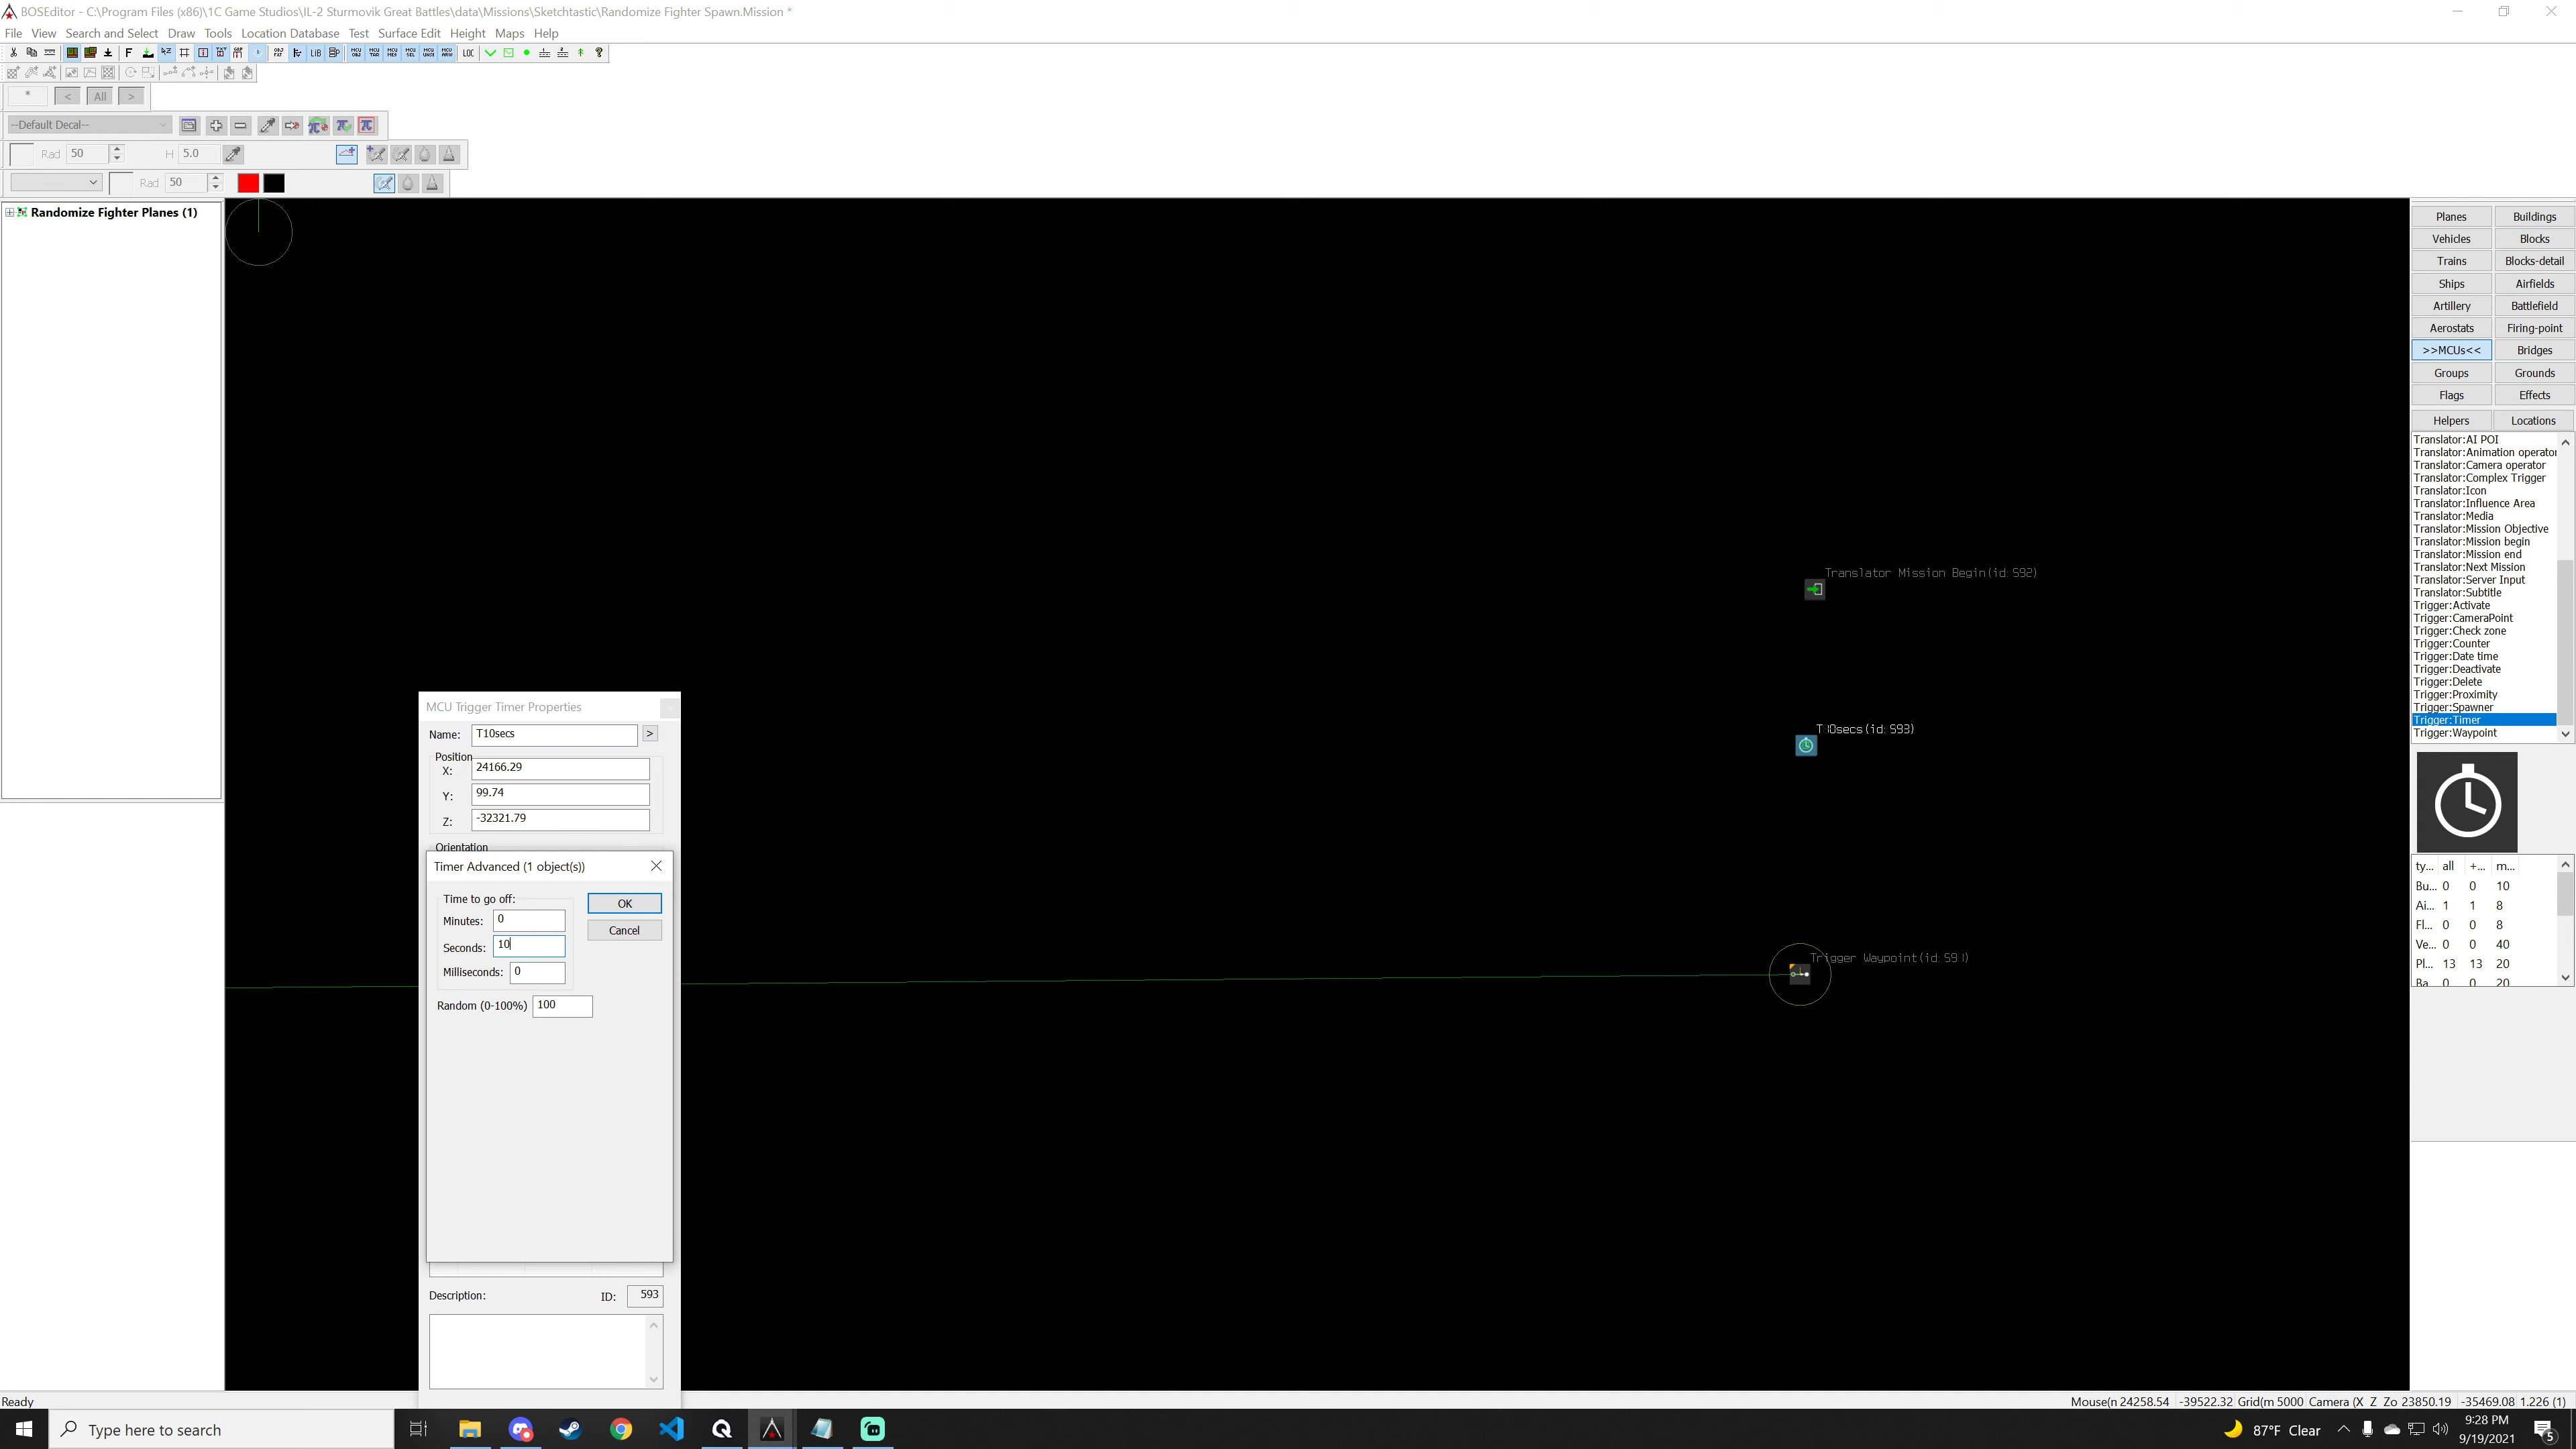 BOSEditor - C:\Program Files (x86)\1C Game Studios\IL-2 Sturmovik Great Battles\data\Missions\Sketchtastic\Randomize Fighter Spawn.Mission *
File View Search and Select Draw Tools Location Database Test Surface Edit Height Maps Help
* < All >
--Default Decal--
Rad 50 H 5.0
Rad 50
Randomize Fighter Planes (1)
Planes Buildings
Vehicles Blocks
Trains Blocks-detail
Ships Airfields
Artillery Battlefield
Aerostats Firing-point
>>MCUs<< Bridges
Groups Grounds
Flags Effects
Helpers Locations
Translator:AI POI
Translator:Animation operator
Translator:Camera operator
Translator:Complex Trigger
Translator:Icon
Translator:Influence Area
Translator:Media
Translator:Mission Objective
Translator:Mission begin
Translator:Mission end
Translator:Next Mission
Translator:Server Input
Translator:Subtitle
Trigger:Activate
Trigger:CameraPoint
Trigger:Check zone
Trigger:Counter
Trigger:Date time
Trigger:Deactivate
Trigger:Delete
Trigger:Proximity
Trigger:Spawner
Trigger:Timer
Trigger:Waypoint
Translator Mission Begin(id: 592)
T10secs(id: 593)
Trigger Waypoint(id: 591)
MCU Trigger Timer Properties
Name: T10secs >
Position
X: 24166.29
Y: 99.74
Z: -32321.79
Orientation
Timer Advanced (1 object(s))
Time to go off:
OK
Minutes: 0
Cancel
Seconds: 10
Milliseconds: 0
Random (0-100%) 100
Description: ID: 593
ty... all +... m...
Bu... 0 0 10
Ai... 1 1 8
Fl... 0 0 8
Ve... 0 0 40
Pl... 13 13 20
Ba... 0 0 20
Ready
Mouse(n 24258.54 -39522.32 Grid(m 5000 Camera (X Z Zo 23850.19 -35469.08 1.226 (1)
Type here to search
87°F Clear
9:28 PM
9/19/2021
5